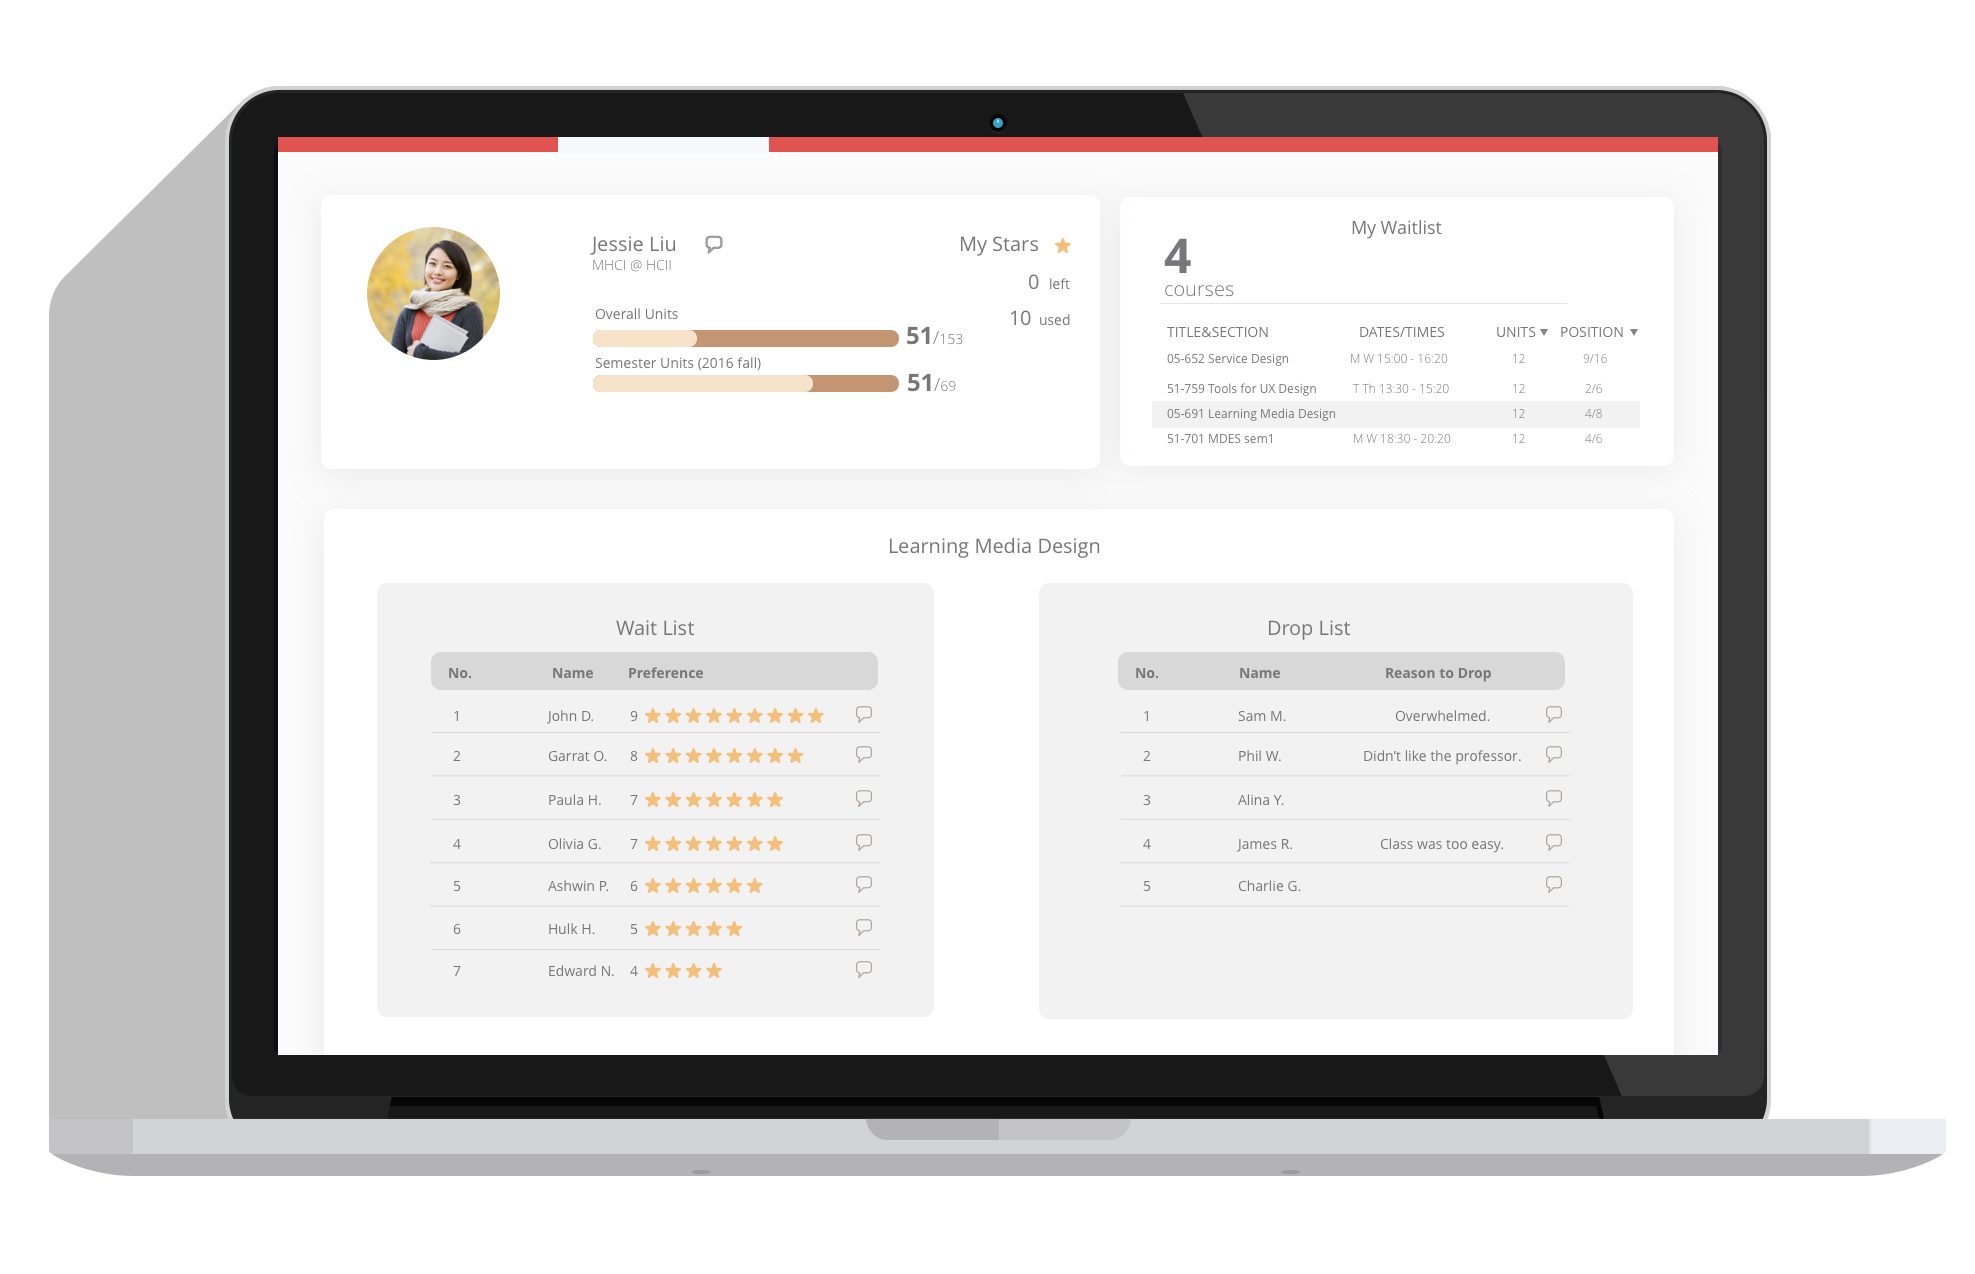 Jessie Liu
MHCI @ HCII
Overall Units
51/153
Semester Units (2016 fall)
51/69
My Stars
0 left
10 used
My Waitlist
4
courses
TITLE&SECTION DATES/TIMES UNITS POSITION
05-652 Service Design M W 15:00 - 16:20 12 9/16
51-759 Tools for UX Design T Th 13:30 - 15:20 12 2/6
05-691 Learning Media Design 12 4/8
51-701 MDES sem1 M W 18:30 - 20:20 12 4/6
Learning Media Design
Wait List
No. Name Preference
1 John D. 9
2 Garrat O. 8
3 Paula H. 7
4 Olivia G. 7
5 Ashwin P. 6
6 Hulk H. 5
7 Edward N. 4
Drop List
No. Name Reason to Drop
1 Sam M. Overwhelmed.
2 Phil W. Didn’t like the professor.
3 Alina Y.
4 James R. Class was too easy.
5 Charlie G.